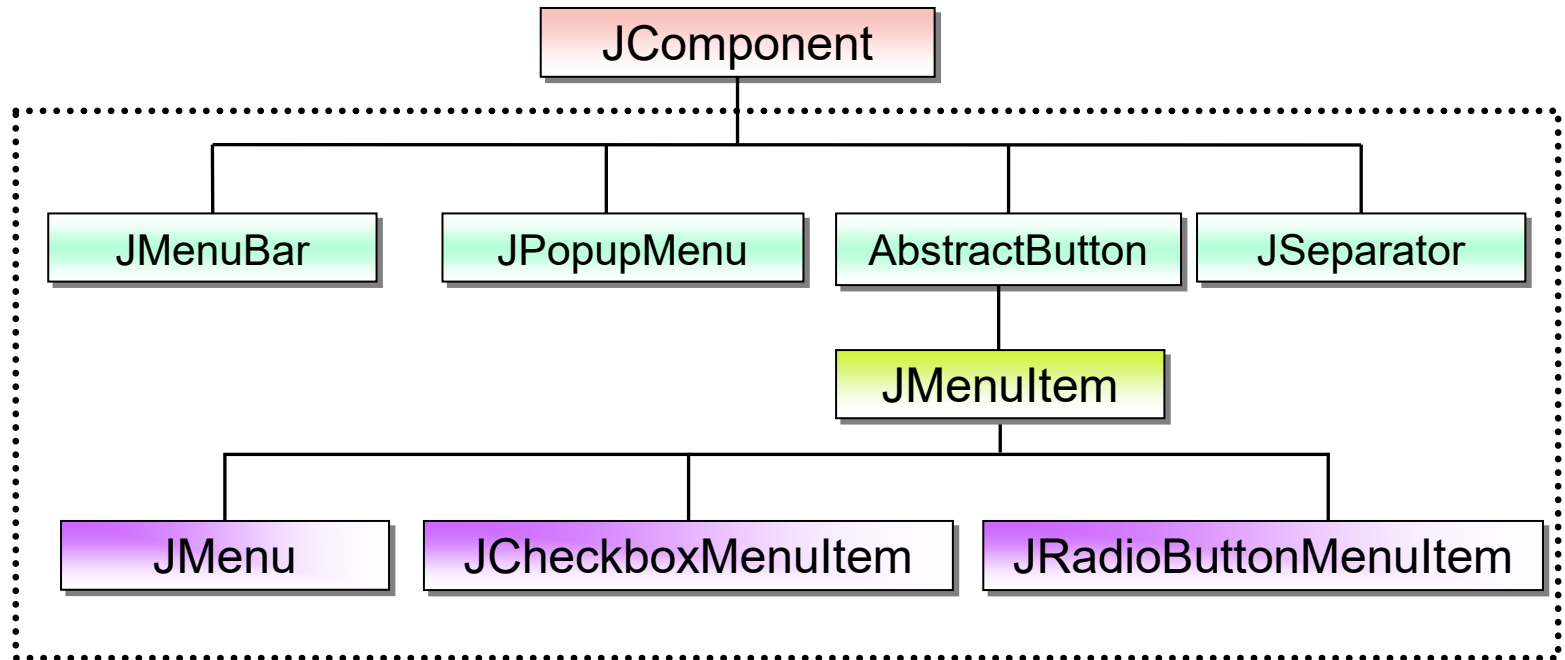 JComponent
JMenuBar
JPopupMenu
AbstractButton
JSeparator
JMenuItem
JMenu
JCheckboxMenuItem
JRadioButtonMenuItem